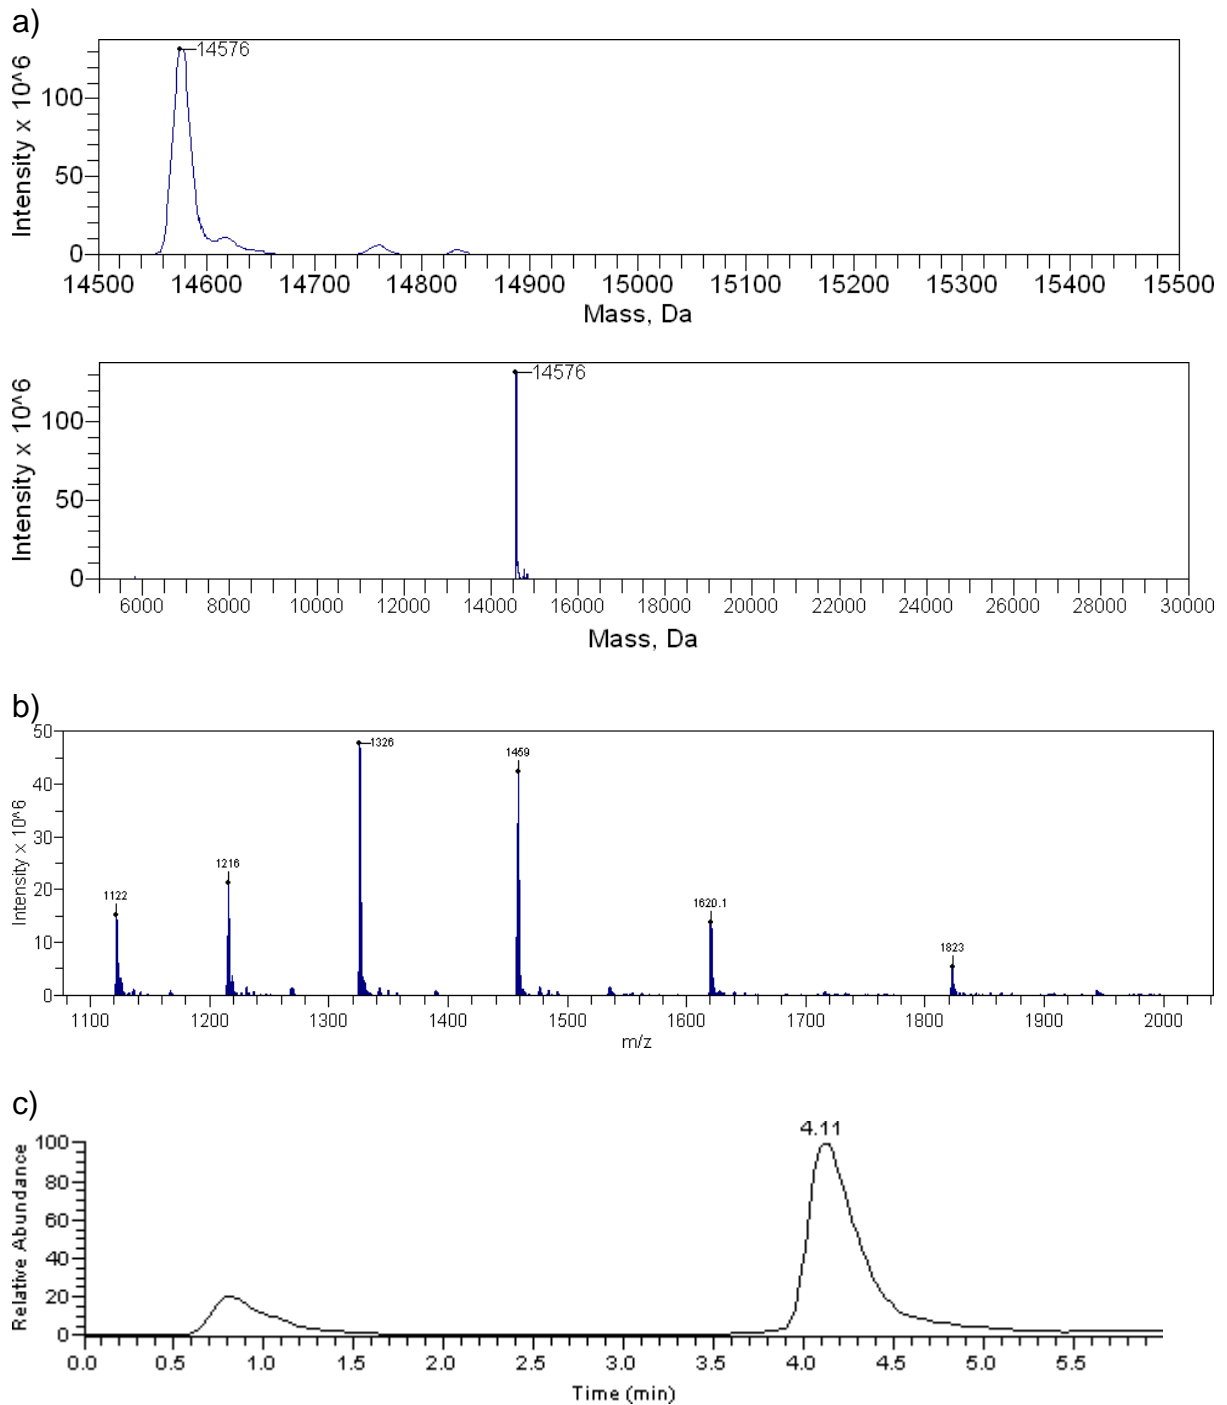 a)
14576
Intensity x 10^6
100
50
0
14500 14600 14700 14800 14900 15000 15100 15200 15300 15400 15500
Mass, Da
14576
Intensity x 10^6
100
50
0
6000 8000 10000 12000 14000 16000 18000 20000 22000 24000 26000 28000 30000
Mass, Da
b)
50
40
30
20
10
0
Intensity x 10^6
1122
1216
1326
1459
1620.1
1823
1100 1200 1300 1400 1500 1600 1700 1800 1900 2000
m/z
c)
4.11
100
80
60
40
20
0
Relative Abundance
0.0 0.5 1.0 1.5 2.0 2.5 3.0 3.5 4.0 4.5 5.0 5.5
Time (min)